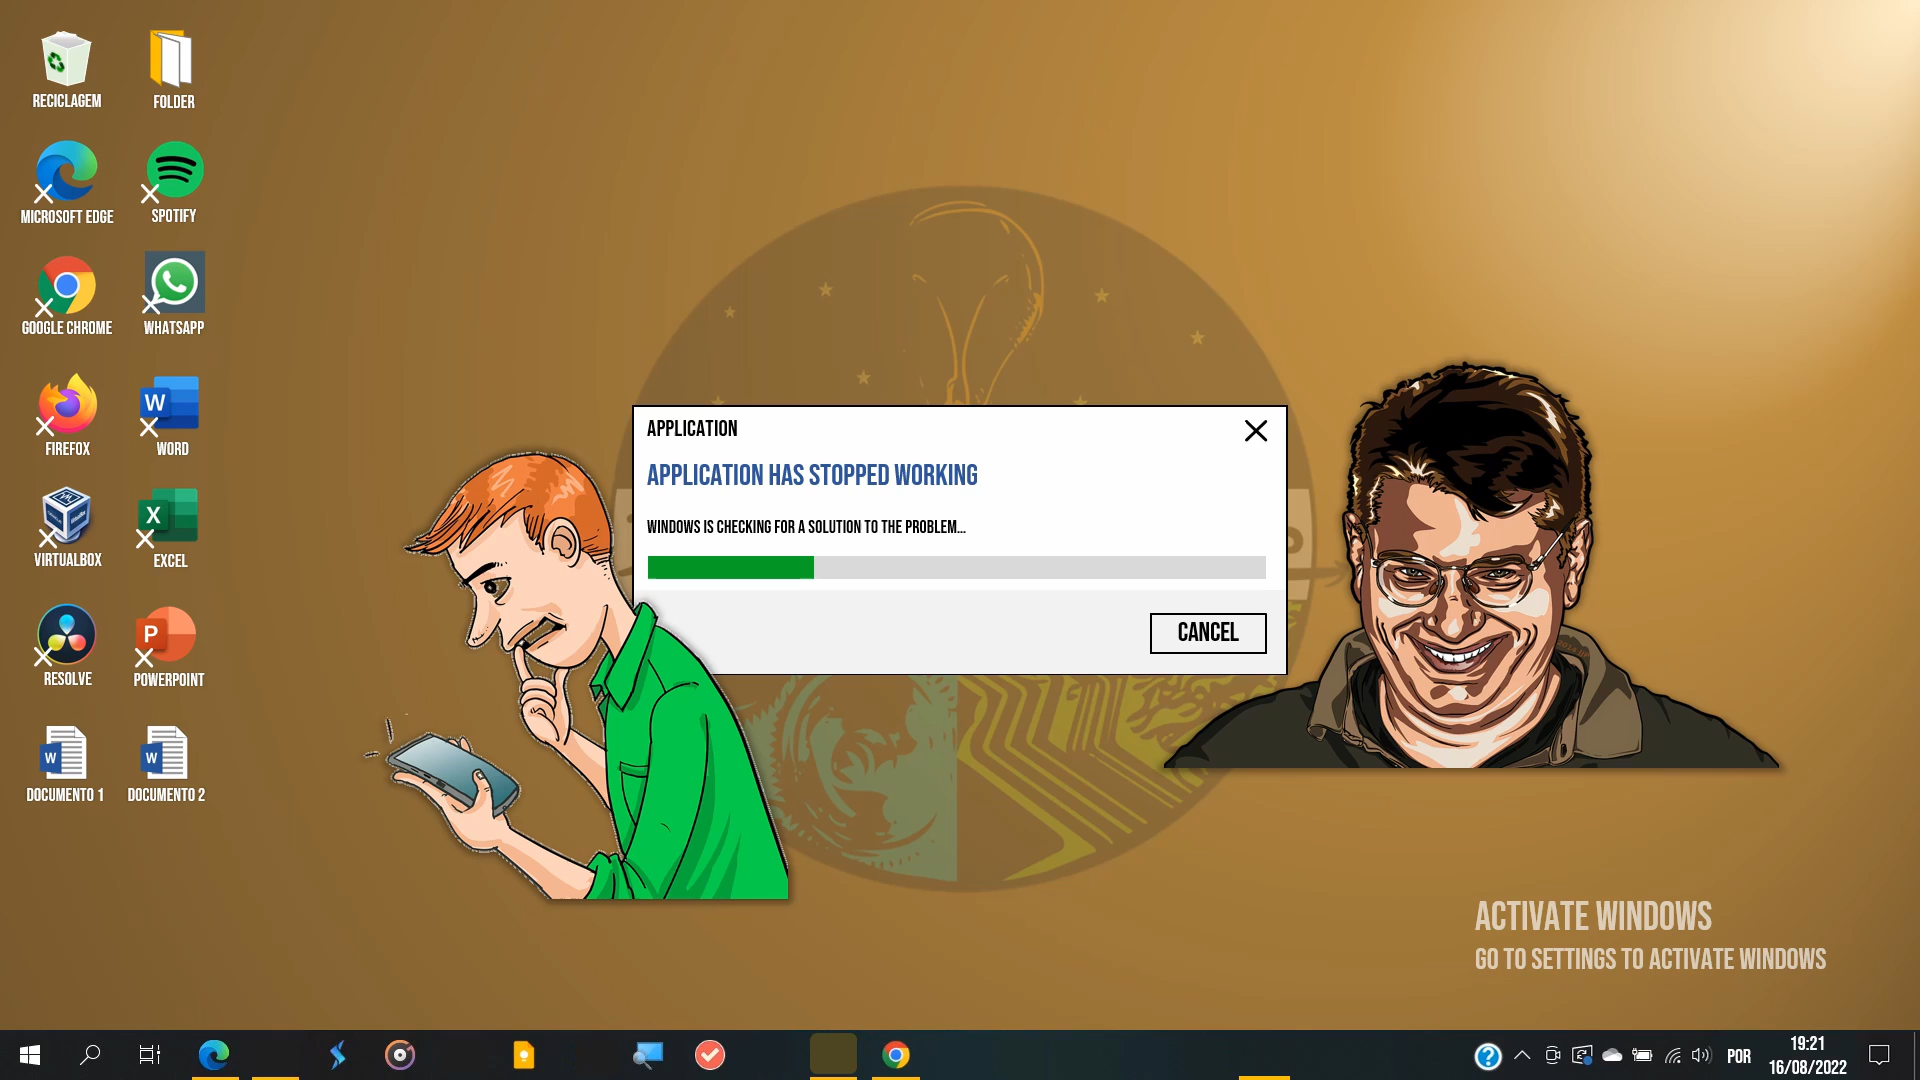 RECICLAGEM
FOLDER
MICROSOFT EDGE
SPOTIFY
GOOGLE CHROME
WHATSAPP
FIREFOX
W
WORD
VIRTUALBOX
X
EXCEL
RESOLVE
P
POWERPOINT
W
DOCUMENTO 1
W
DOCUMENTO 2
APPLICATION
APPLICATION HAS STOPPED WORKING
WINDOWS IS CHECKING FOR A SOLUTION TO THE PROBLEM...
CANCEL
ACTIVATE WINDOWS
GO TO SETTINGS TO ACTIVATE WINDOWS
?
POR
19:21
16/08/2022